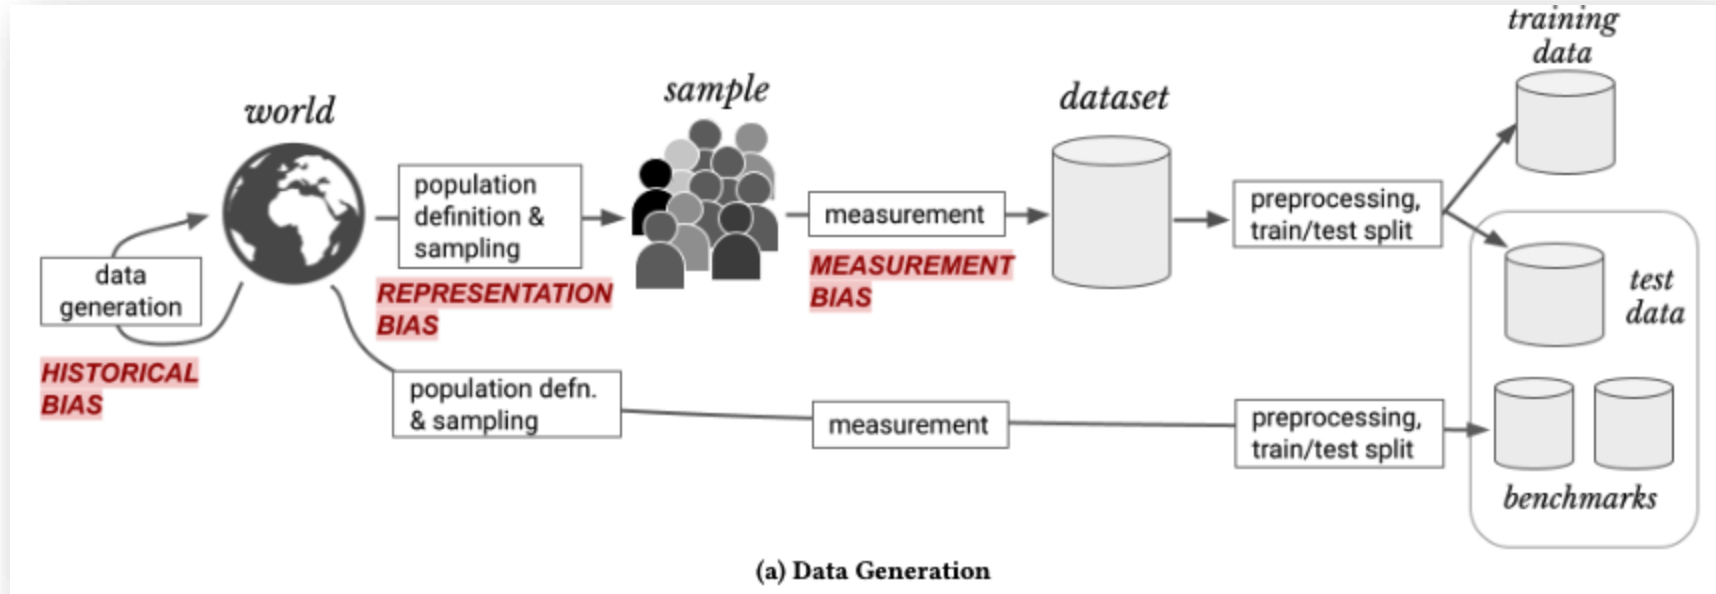 training
data
world
sample
dataset
population
definition &
sampling
measurement
preprocessing,
train/test split
data
generation
REPRESENTATION
BIAS
MEASUREMENT
BIAS
test
data
HISTORICAL
BIAS
population defn.
& sampling
measurement
preprocessing,
train/test split
benchmarks
(a) Data Generation